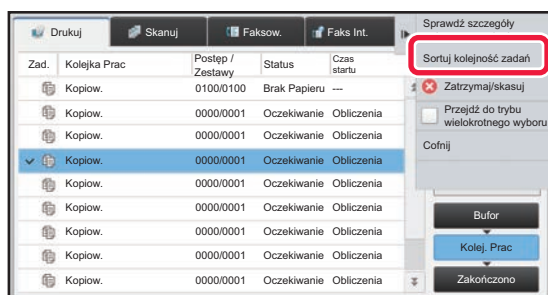 Drukuj
Skanuj
Faksow.
Faks Int.
Sprawdź szczegóły
Sortuj kolejność zadań
Zatrzymaj/skasuj
Przejdź do trybu
wielokrotnego wyboru
Cofnij
Zad. Kolejka Prac Postęp / Zestawy Status Czas startu
Kopiow. 0100/0100 Brak Papieru ---
Kopiow. 0000/0001 Oczekiwanie Obliczenia
Kopiow. 0000/0001 Oczekiwanie Obliczenia
Kopiow. 0000/0001 Oczekiwanie Obliczenia
Kopiow. 0000/0001 Oczekiwanie Obliczenia
Kopiow. 0000/0001 Oczekiwanie Obliczenia
Kopiow. 0000/0001 Oczekiwanie Obliczenia
Kopiow. 0000/0001 Oczekiwanie Obliczenia
Kopiow. 0000/0001 Oczekiwanie Obliczenia
Bufor
Kolej. Prac
Zakończono